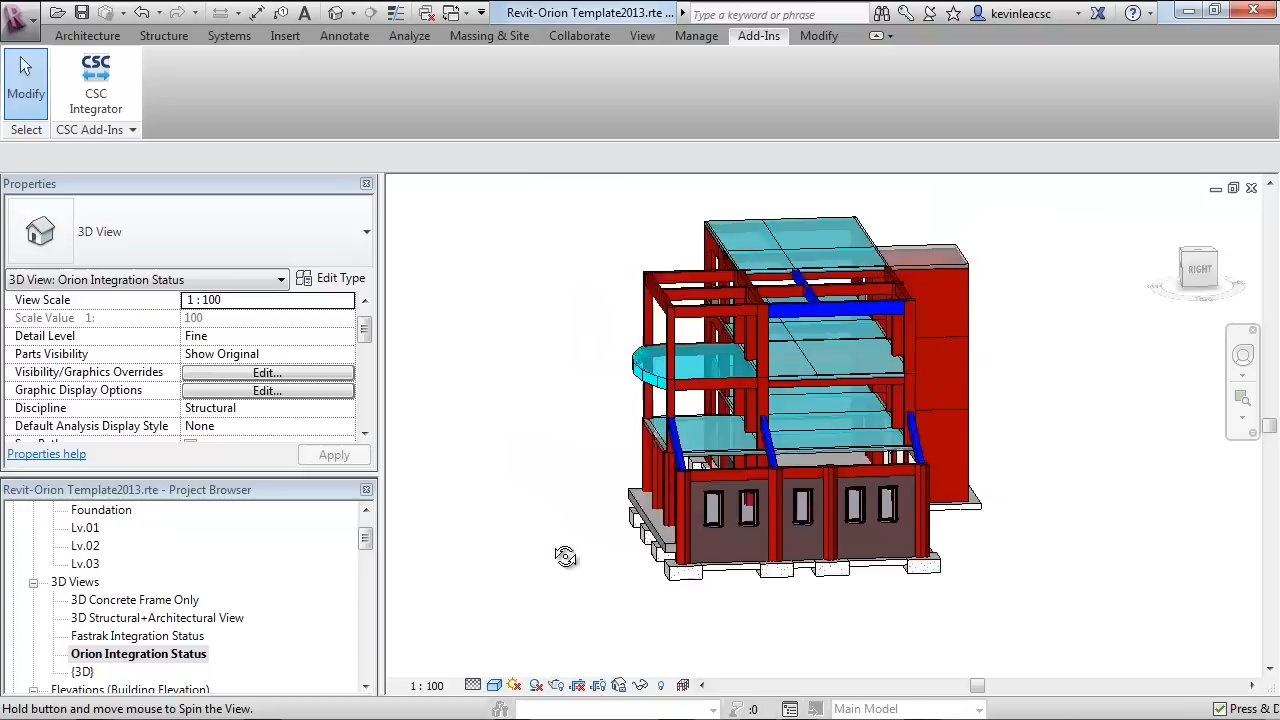 Revit-Orion Template2013.rte ...
Type a keyword or phrase
kevinleacsc
Architecture Structure Systems Insert Annotate Analyze Massing & Site Collaborate View Manage Add-Ins Modify
CSC
Modify
CSC
Integrator
Select CSC Add-Ins
Properties
3D View
3D View: Orion Integration Status Edit Type
View Scale 1 : 100
Scale Value 1: 100
Detail Level Fine
Parts Visibility Show Original
Visibility/Graphics Overrides Edit...
Graphic Display Options Edit...
Discipline Structural
Default Analysis Display Style None
Properties help Apply
Revit-Orion Template2013.rte - Project Browser
Foundation
Lv.01
Lv.02
Lv.03
3D Views
3D Concrete Frame Only
3D Structural+Architectural View
Fastrak Integration Status
Orion Integration Status
{3D}
Elevations (Building Elevation)
RIGHT
1 : 100
Hold button and move mouse to Spin the View.
:0
Main Model
Press & D